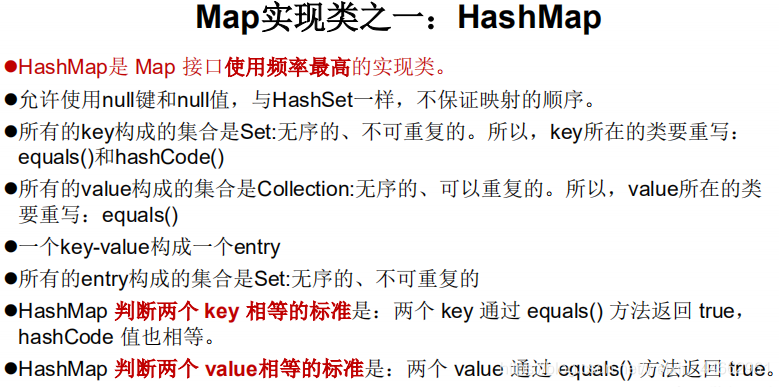 Map实现类之一：HashMap
●HashMap是 Map 接口使用频率最高的实现类。
●允许使用null键和null值，与HashSet一样，不保证映射的顺序。
●所有的key构成的集合是Set:无序的、不可重复的。所以，key所在的类要重写：
equals()和hashCode()
●所有的value构成的集合是Collection:无序的、可以重复的。所以，value所在的类
要重写：equals()
●一个key-value构成一个entry
●所有的entry构成的集合是Set:无序的、不可重复的
●HashMap 判断两个 key 相等的标准是：两个 key 通过 equals() 方法返回 true，
hashCode 值也相等。
●HashMap 判断两个 value相等的标准是：两个 value 通过 equals() 方法返回 true。